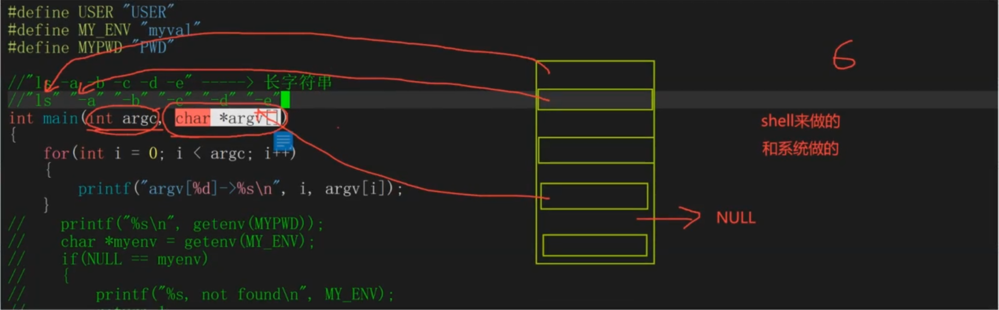 #define USER "USER"
#define MY_ENV "myval"
#define MYPWD "PWD"
6
//"ls -a -b -c -d -e" -----> 长字符串
//"ls" "-a" "-b" "-c" "-d" "-e"
int main(int argc, char *argv[])
shell来做的
{
和系统做的
for(int i = 0; i < argc; i++)
{
printf("argv[%d]->%s\n", i, argv[i]);
}
NULL
// printf("%s\n", getenv(MYPWD));
// char *myenv = getenv(MY_ENV);
// if(NULL == myenv)
// {
// printf("%s, not found\n", MY_ENV);